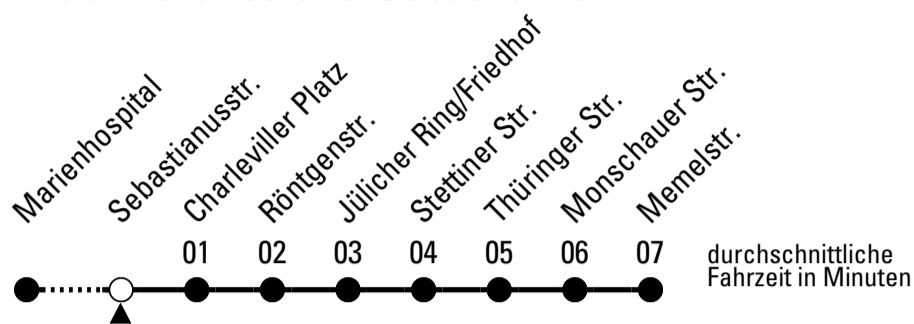 Marienhospital
Sebastianusstr.
Charleviller Platz
Röntgenstr.
Jülicher Ring/Friedhof
Stettiner Str.
Thüringer Str.
Monschauer Str.
Memelstr.
01 02 03 04 05 06 07
durchschnittliche
Fahrzeit in Minuten